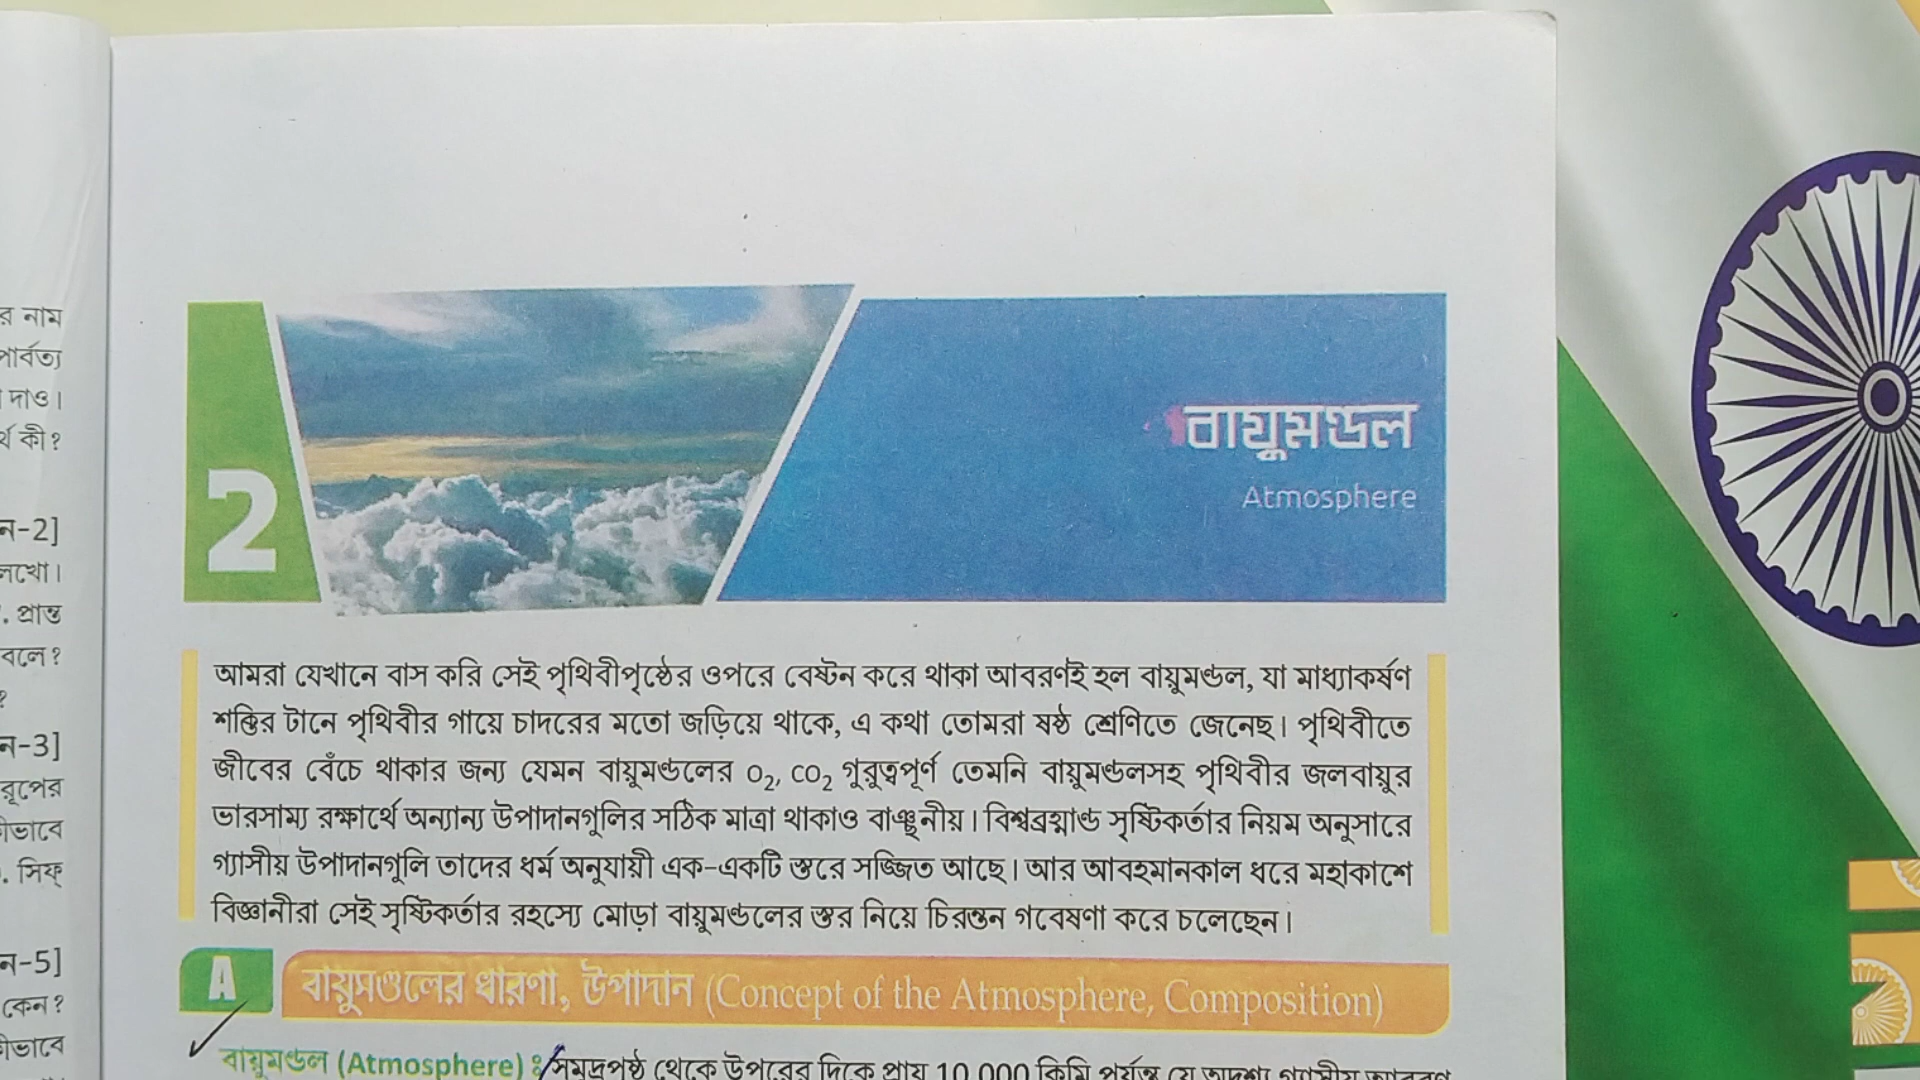 র নাম
পার্বত্য
দাও।
র্থ কী?
ন-2]
লেখো।
. প্রান্ত
বলে?
?
ন-3]
রূপের
ীভাবে
. সিফ্
ন-5]
কেন?
ীভাবে
2
বায়ুমণ্ডল
Atmosphere
আমরা যেখানে বাস করি সেই পৃথিবীপৃষ্ঠের ওপরে বেষ্টন করে থাকা আবরণই হল বায়ুমণ্ডল, যা মাধ্যাকর্ষণ
শক্তির টানে পৃথিবীর গায়ে চাদরের মতো জড়িয়ে থাকে, এ কথা তোমরা ষষ্ঠ শ্রেণিতে জেনেছ। পৃথিবীতে
জীবের বেঁচে থাকার জন্য যেমন বায়ুমণ্ডলের O₂, CO₂ গুরুত্বপূর্ণ তেমনি বায়ুমণ্ডলসহ পৃথিবীর জলবায়ুর
ভারসাম্য রক্ষার্থে অন্যান্য উপাদানগুলির সঠিক মাত্রা থাকাও বাঞ্ছনীয়। বিশ্বব্রহ্মাণ্ড সৃষ্টিকর্তার নিয়ম অনুসারে
গ্যাসীয় উপাদানগুলি তাদের ধর্ম অনুযায়ী এক-একটি স্তরে সজ্জিত আছে। আর আবহমানকাল ধরে মহাকাশে
বিজ্ঞানীরা সেই সৃষ্টিকর্তার রহস্যে মোড়া বায়ুমণ্ডলের স্তর নিয়ে চিরন্তন গবেষণা করে চলেছেন।
A বায়ুমণ্ডলের ধারণা, উপাদান (Concept of the Atmosphere, Composition)
বায়ুমণ্ডল (Atmosphere) : সমুদ্রপৃষ্ঠ থেকে উপরের দিকে প্রায় 10,000 কিমি পর্যন্ত যে অদৃশ্য গ্যাসীয় আবরণ